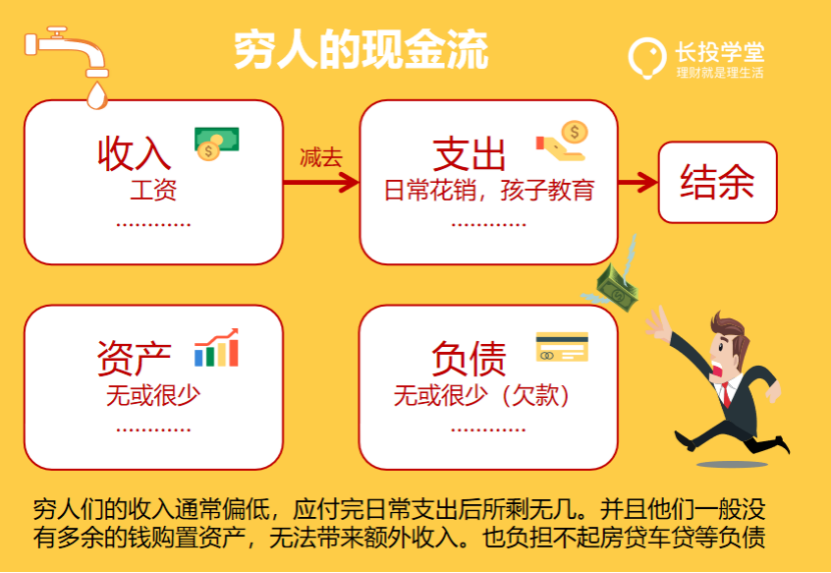 穷人的现金流
长投学堂
理财就是理生活
收入
工资
…………
减去
支出
日常花销，孩子教育
…………
结余
资产
无或很少
…………
负债
无或很少（欠款）
…………
穷人们的收入通常偏低，应付完日常支出后所剩无几。并且他们一般没
有多余的钱购置资产，无法带来额外收入。也负担不起房贷车贷等负债